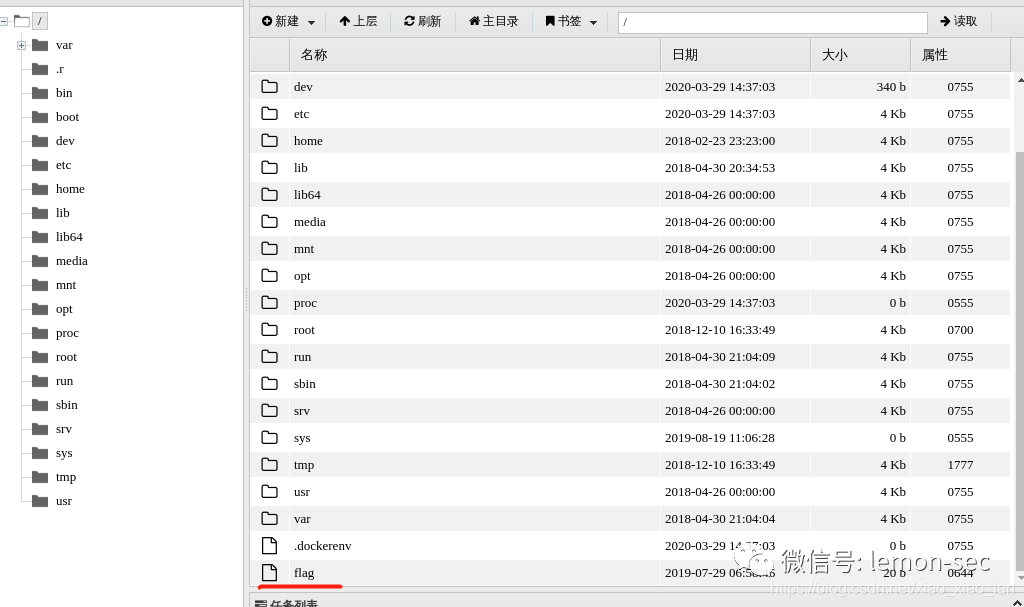 /
var
.r
bin
boot
dev
etc
home
lib
lib64
media
mnt
opt
proc
root
run
sbin
srv
sys
tmp
usr
新建 上层 刷新 主目录 书签 / 读取
名称 日期 大小 属性
dev 2020-03-29 14:37:03 340 b 0755
etc 2020-03-29 14:37:03 4 Kb 0755
home 2018-02-23 23:23:00 4 Kb 0755
lib 2018-04-30 20:34:53 4 Kb 0755
lib64 2018-04-26 00:00:00 4 Kb 0755
media 2018-04-26 00:00:00 4 Kb 0755
mnt 2018-04-26 00:00:00 4 Kb 0755
opt 2018-04-26 00:00:00 4 Kb 0755
proc 2020-03-29 14:37:03 0 b 0555
root 2018-12-10 16:33:49 4 Kb 0700
run 2018-04-30 21:04:09 4 Kb 0755
sbin 2018-04-30 21:04:02 4 Kb 0755
srv 2018-04-26 00:00:00 4 Kb 0755
sys 2019-08-19 11:06:28 0 b 0555
tmp 2018-12-10 16:33:49 4 Kb 1777
usr 2018-04-26 00:00:00 4 Kb 0755
var 2018-04-30 21:04:04 4 Kb 0755
.dockerenv 2020-03-29 14:37:03 0 b 0755
微信号: lemon-sec
flag 2019-07-29 20 b 0644
https://blog.csdn.net/xiao_xiao_lan
任务列表